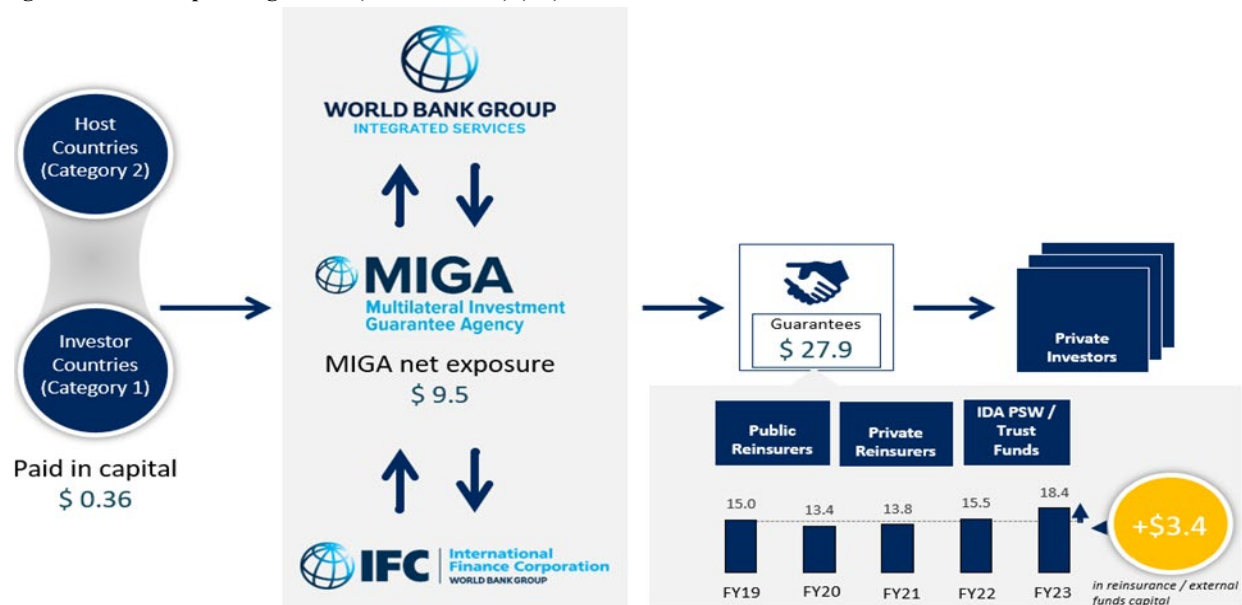 Host
Countries
(Category 2)
Investor
Countries
(Category 1)
Paid in capital
$ 0.36
WORLD BANK GROUP
INTEGRATED SERVICES
MIGA
Multilateral Investment
Guarantee Agency
MIGA net exposure
$ 9.5
IFC
International
Finance Corporation
WORLD BANK GROUP
Guarantees
$ 27.9
Private
Investors
Public
Reinsurers
Private
Reinsurers
IDA PSW /
Trust
Funds
15.0
13.4
13.8
15.5
18.4
FY19
FY20
FY21
FY22
FY23
+$3.4
in reinsurance / external
funds capital